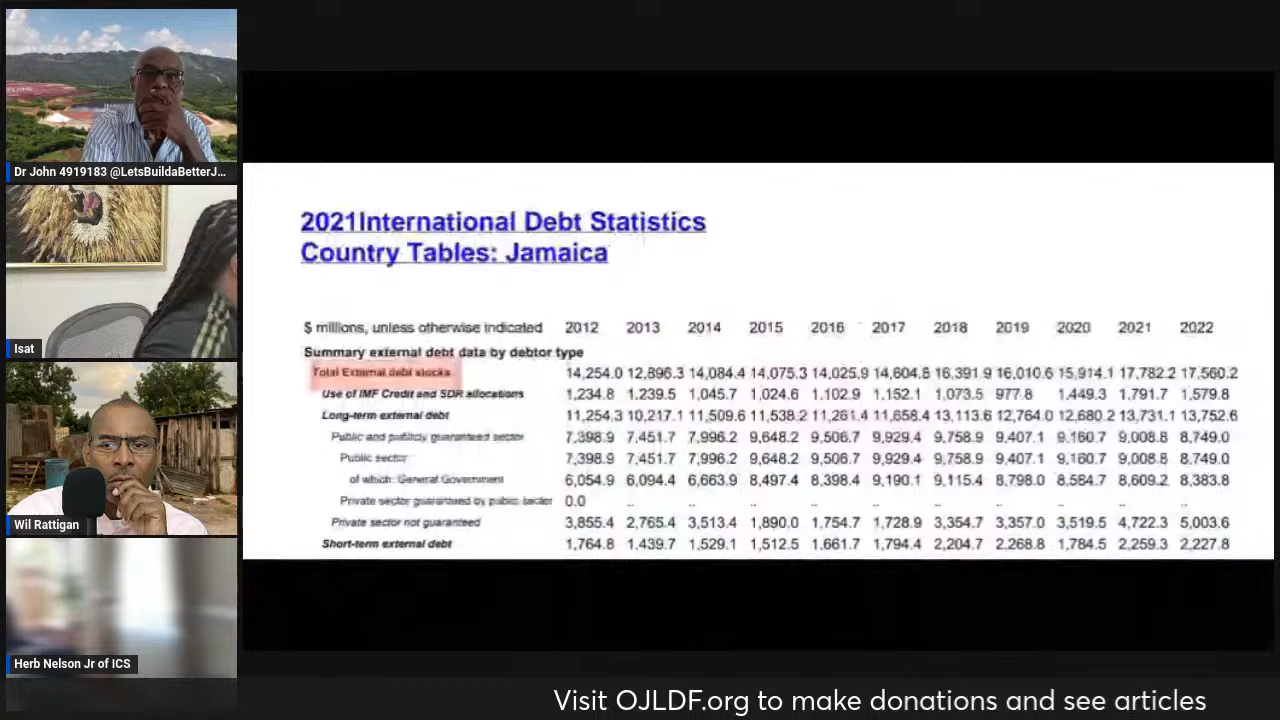 Dr John 4919183 @LetsBuildaBetterJ...
Isat
Wil Rattigan
Herb Nelson Jr of ICS
2021International Debt Statistics
Country Tables: Jamaica
$ millions, unless otherwise indicated 2012 2013 2014 2015 2016 2017 2018 2019 2020 2021 2022
Summary external debt data by debtor type
Total External debt stocks 14,254.0 12,896.3 14,084.4 14,075.3 14,025.9 14,604.8 16,391.9 16,010.6 15,914.1 17,782.2 17,560.2
Use of IMF Credit and SDR allocations 1,234.8 1.239.5 1,045.7 1,024.6 1,102.9 1,152.1 1,073.5 977.8 1,449.3 1,791.7 1,579.8
Long-term external debt 11,254.3 10,217.1 11,509.6 11,538.2 11,261.4 11,658.4 13,113.6 12,764.0 12,680.2 13,731.1 13,752.6
Public and publicly guaranteed sector 7,398.9 7,451.7 7,996.2 9,648.2 9,506.7 9,929.4 9,758.9 9,407.1 9,160.7 9,008.8 8,749.0
Public sector 7,398.9 7,451.7 7,996.2 9,648.2 9,506.7 9,929.4 9,758.9 9,407.1 9,160.7 9,008.8 8,749.0
of which: General Government 6,054.9 6,094.4 6,663.9 8,497.4 8,398.4 9,190.1 9,115.4 8,798.0 8,584.7 8,609.2 8,383.8
Private sector guaranteed by public sector 0.0 .. .. .. .. .. .. .. .. .. ..
Private sector not guaranteed 3,855.4 2,765.4 3,513.4 1,890.0 1,754.7 1,728.9 3,354.7 3,357.0 3,519.5 4,722.3 5,003.6
Short-term external debt 1,764.8 1,439.7 1,529.1 1,512.5 1,661.7 1,794.4 2,204.7 2,268.8 1,784.5 2,259.3 2,227.8
Visit OJLDF.org to make donations and see articles